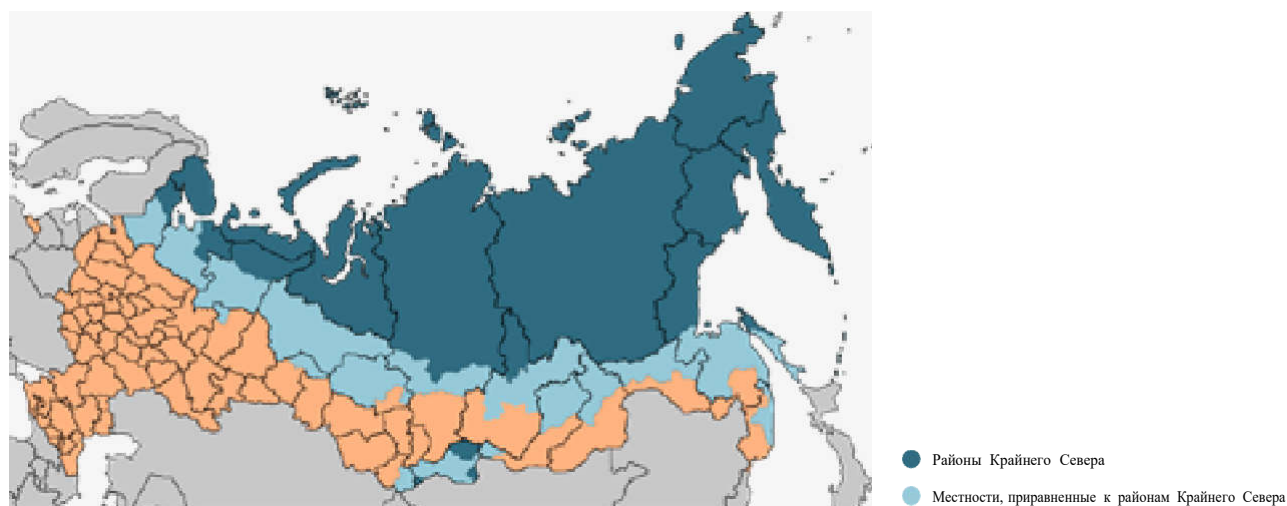 Районы Крайнего Севера
Местности, приравненные к районам Крайнего Севера